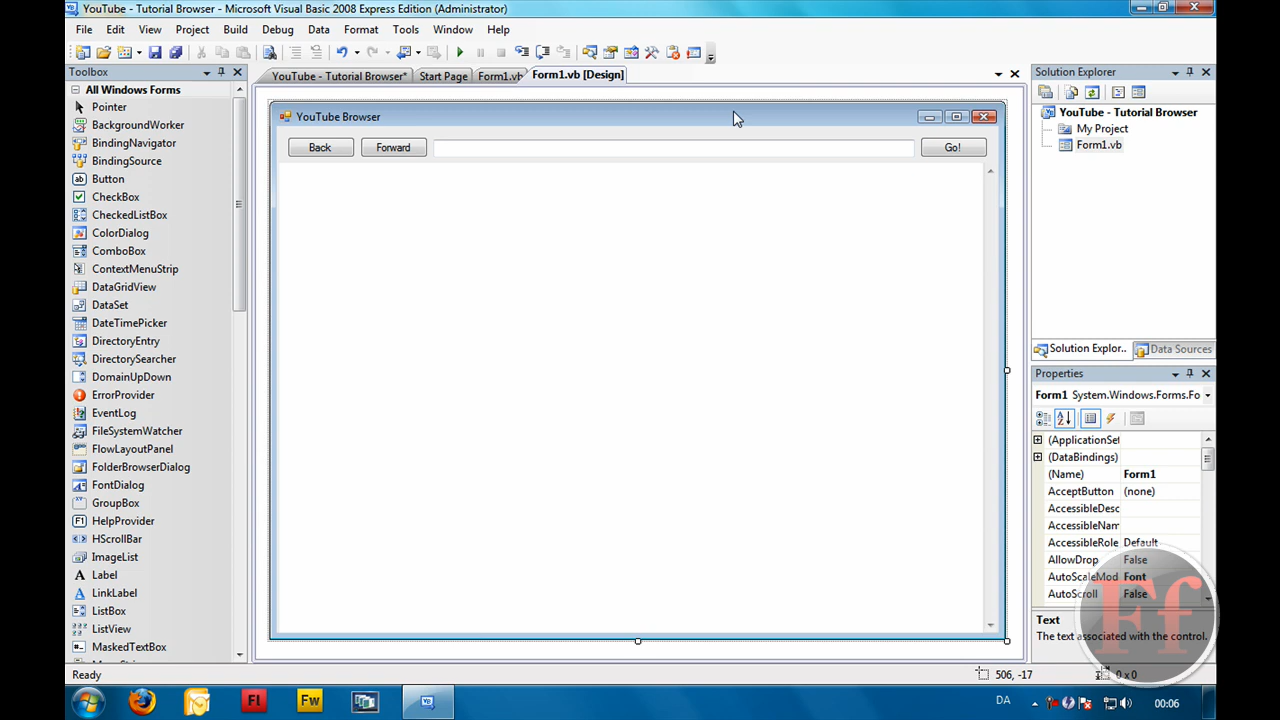 YouTube - Tutorial Browser - Microsoft Visual Basic 2008 Express Edition (Administrator)
File Edit View Project Build Debug Data Format Tools Window Help
Toolbox
YouTube - Tutorial Browser* Start Page Form1.vb Form1.vb [Design]
Solution Explorer
All Windows Forms
Pointer
BackgroundWorker
BindingNavigator
BindingSource
Button
CheckBox
CheckedListBox
ColorDialog
ComboBox
ContextMenuStrip
DataGridView
DataSet
DateTimePicker
DirectoryEntry
DirectorySearcher
DomainUpDown
ErrorProvider
EventLog
FileSystemWatcher
FlowLayoutPanel
FolderBrowserDialog
FontDialog
GroupBox
HelpProvider
HScrollBar
ImageList
Label
LinkLabel
ListBox
ListView
MaskedTextBox
YouTube Browser
Back Forward Go!
YouTube - Tutorial Browser
My Project
Form1.vb
Solution Explor.. Data Sources
Properties
Form1 System.Windows.Forms.Fo
(ApplicationSet
(DataBindings)
(Name) Form1
AcceptButton (none)
AccessibleDesc
AccessibleNam
AccessibleRole Default
AllowDrop False
AutoScaleMod Font
AutoScroll False
Text
The text associated with the control.
Ff
Ready 506, -17 0 x 0
Fl Fw DA 00:06